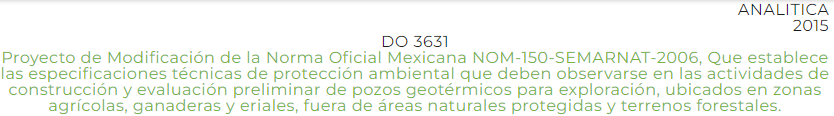 ANALITICA
2015
DO 3631
Proyecto de Modificación de la Norma Oficial Mexicana NOM-150-SEMARNAT-2006, Que establece
las especificaciones técnicas de protección ambiental que deben observarse en las actividades de
construcción y evaluación preliminar de pozos geotérmicos para exploración, ubicados en zonas
agrícolas, ganaderas y eriales, fuera de áreas naturales protegidas y terrenos forestales.